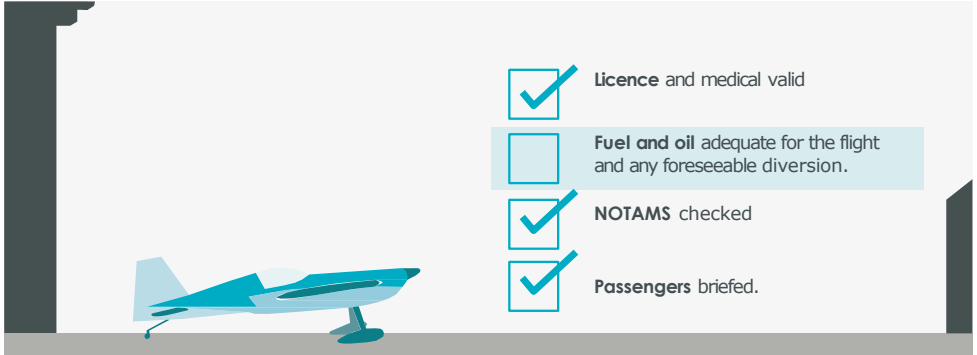 Licence and medical valid
Fuel and oil adequate for the flight
and any foreseeable diversion.
NOTAMS checked
Passengers briefed.